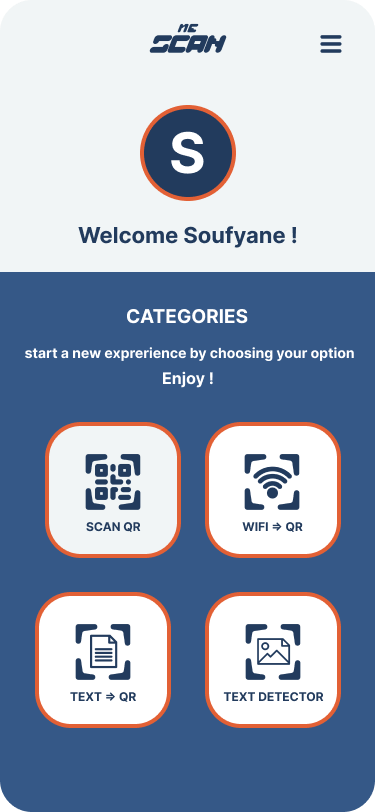 ME
SCAN
S
Welcome Soufyane !
CATEGORIES
start a new exprerience by choosing your option
Enjoy !
SCAN QR
WIFI ⇒ QR
TEXT ⇒ QR
TEXT DETECTOR